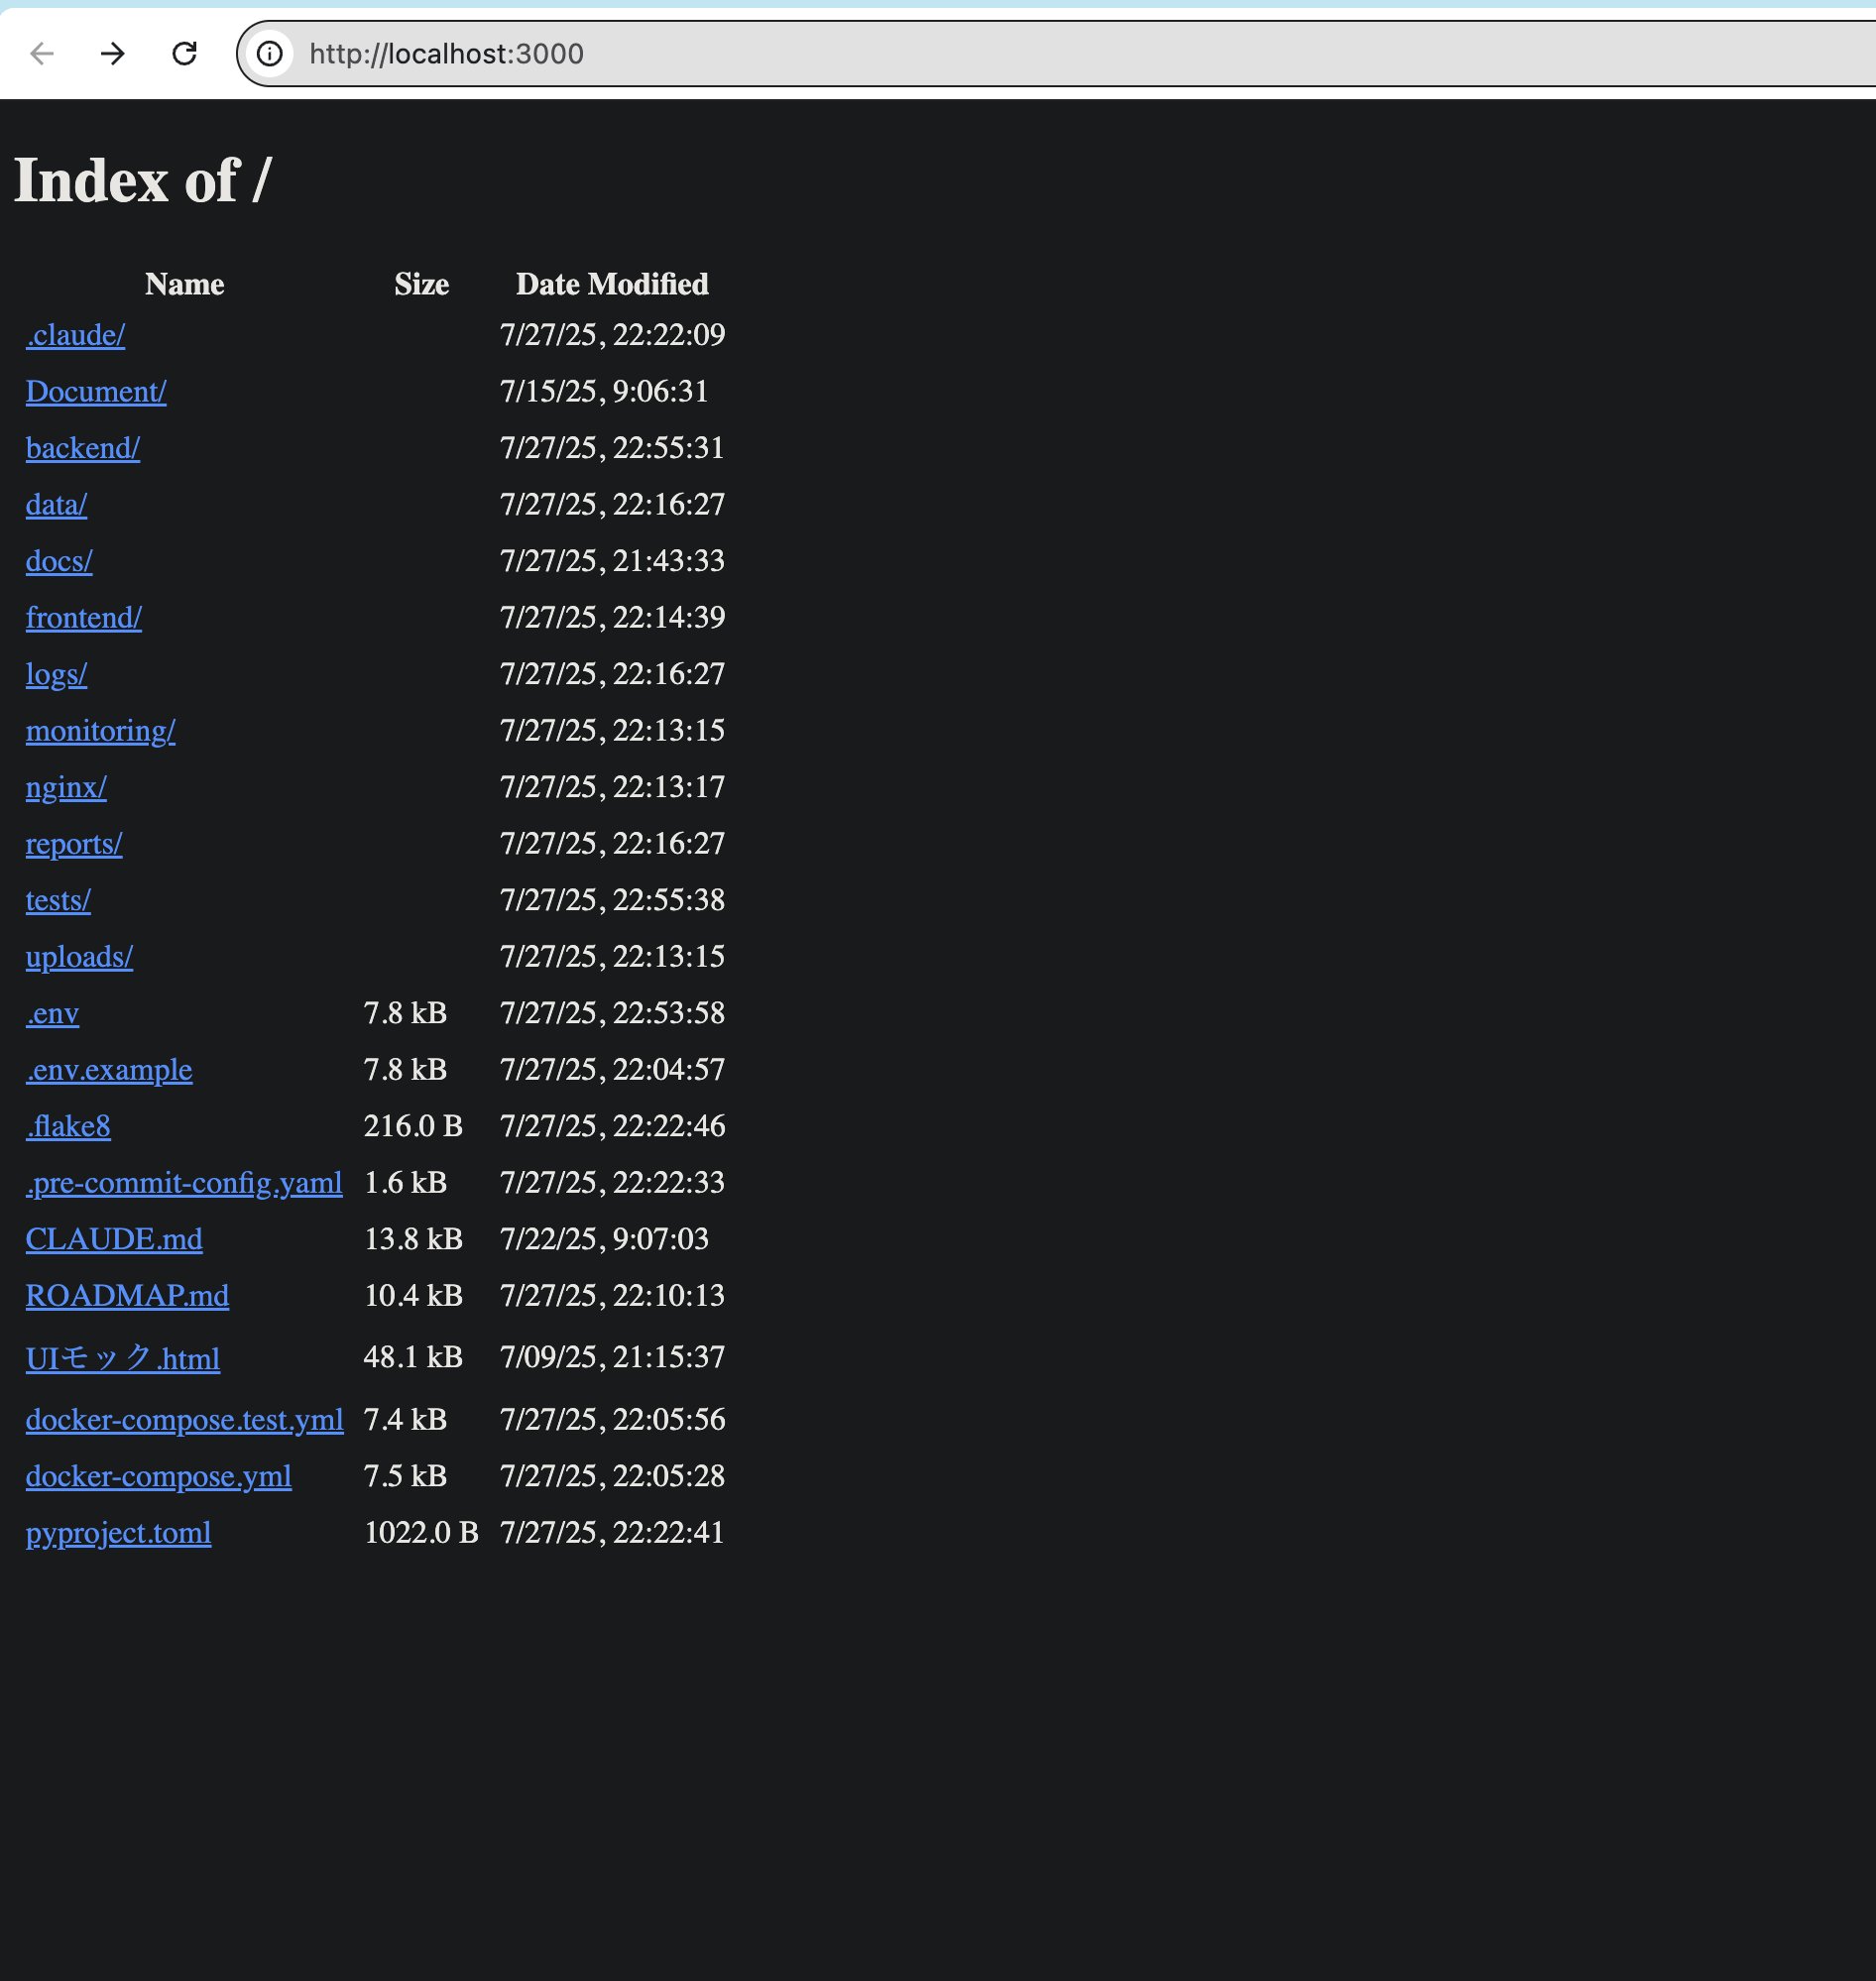 http://localhost:3000
Index of /
Name Size Date Modified
.claude/ 7/27/25, 22:22:09
Document/ 7/15/25, 9:06:31
backend/ 7/27/25, 22:55:31
data/ 7/27/25, 22:16:27
docs/ 7/27/25, 21:43:33
frontend/ 7/27/25, 22:14:39
logs/ 7/27/25, 22:16:27
monitoring/ 7/27/25, 22:13:15
nginx/ 7/27/25, 22:13:17
reports/ 7/27/25, 22:16:27
tests/ 7/27/25, 22:55:38
uploads/ 7/27/25, 22:13:15
.env 7.8 kB 7/27/25, 22:53:58
.env.example 7.8 kB 7/27/25, 22:04:57
.flake8 216.0 B 7/27/25, 22:22:46
.pre-commit-config.yaml 1.6 kB 7/27/25, 22:22:33
CLAUDE.md 13.8 kB 7/22/25, 9:07:03
ROADMAP.md 10.4 kB 7/27/25, 22:10:13
UIモック.html 48.1 kB 7/09/25, 21:15:37
docker-compose.test.yml 7.4 kB 7/27/25, 22:05:56
docker-compose.yml 7.5 kB 7/27/25, 22:05:28
pyproject.toml 1022.0 B 7/27/25, 22:22:41